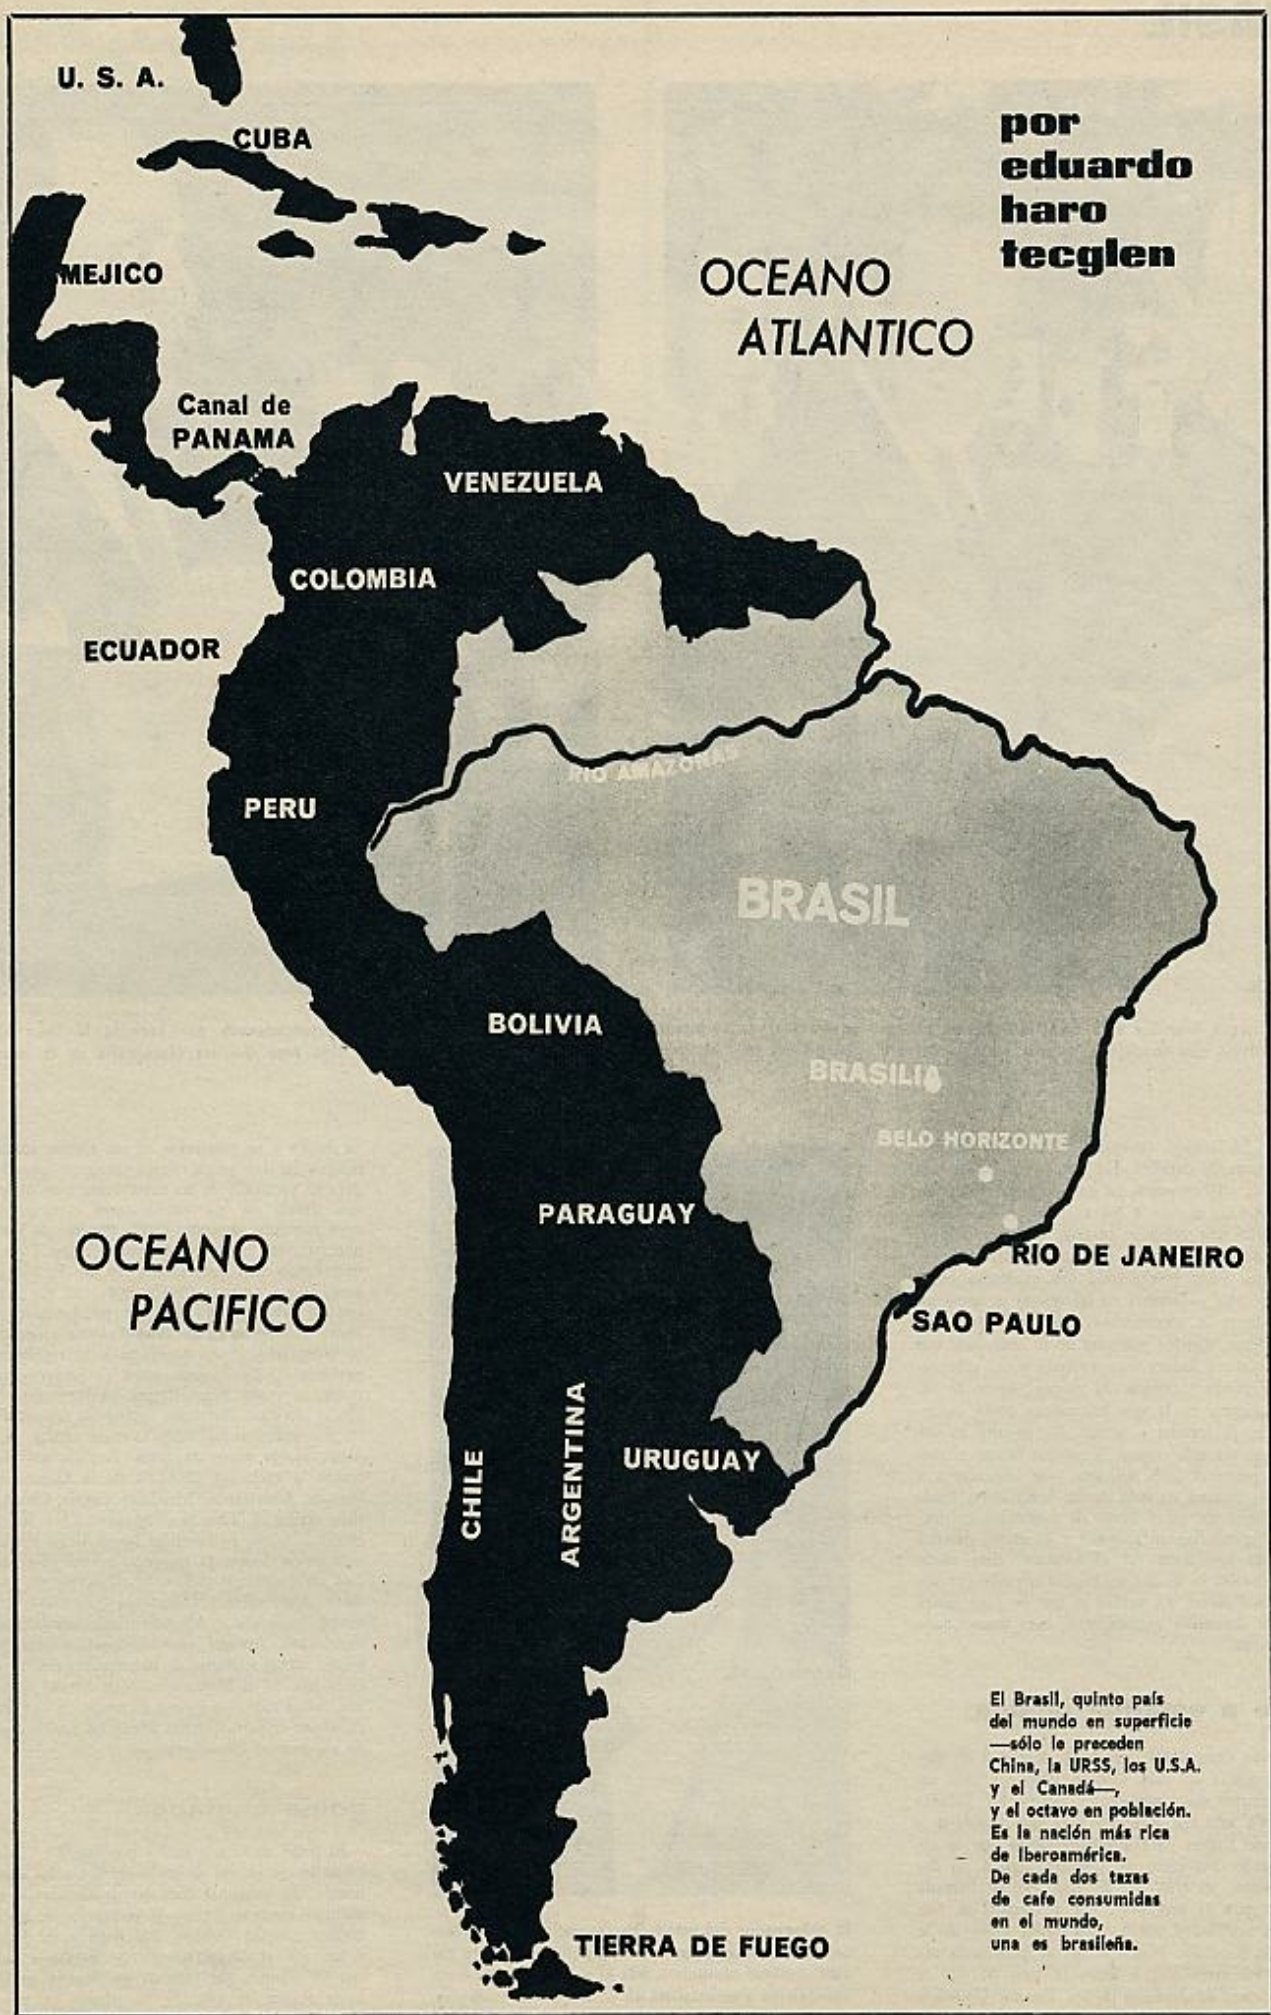 U. S. A.
CUBA
por
eduardo
haro
tecglen
MEJICO
OCEANO
ATLANTICO
Canal de
PANAMA
VENEZUELA
COLOMBIA
ECUADOR
RIO AMAZONAS
PERU
BRASIL
BOLIVIA
BRASILIA
BELO HORIZONTE
PARAGUAY
OCEANO
PACIFICO
RIO DE JANEIRO
SAO PAULO
CHILE
ARGENTINA
URUGUAY
El Brasil, quinto país
del mundo en superficie
—sólo le preceden
China, la URSS, los U.S.A.
y el Canadá—,
y el octavo en población.
Es la nación más rica
de Iberoamérica.
De cada dos tazas
de cafe consumidas
en el mundo,
una es brasileña.
TIERRA DE FUEGO